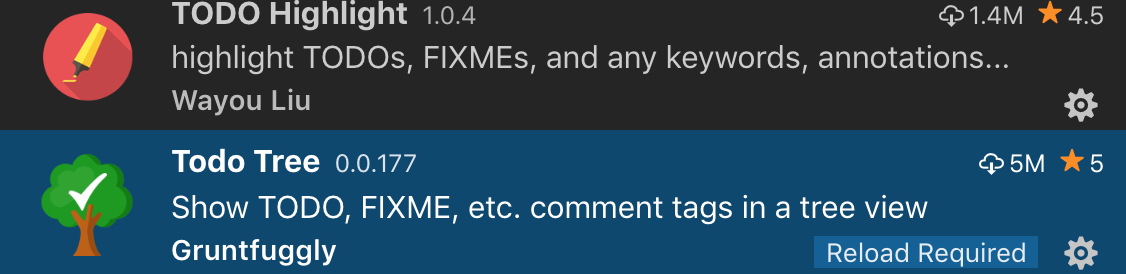 TODO Highlight 1.0.4 1.4M 4.5
highlight TODOs, FIXMEs, and any keywords, annotations...
Wayou Liu
Todo Tree 0.0.177 5M 5
Show TODO, FIXME, etc. comment tags in a tree view
Gruntfuggly Reload Required